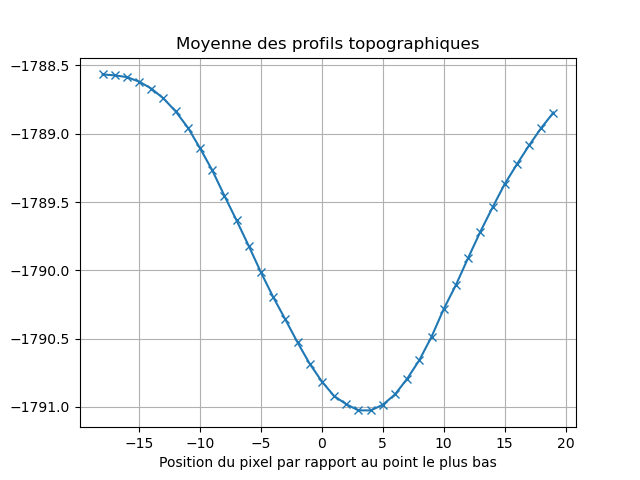 Moyenne des profils topographiques
−1788.5
−1789.0
−1789.5
−1790.0
−1790.5
−1791.0
−15 −10 −5 0 5 10 15 20
Position du pixel par rapport au point le plus bas